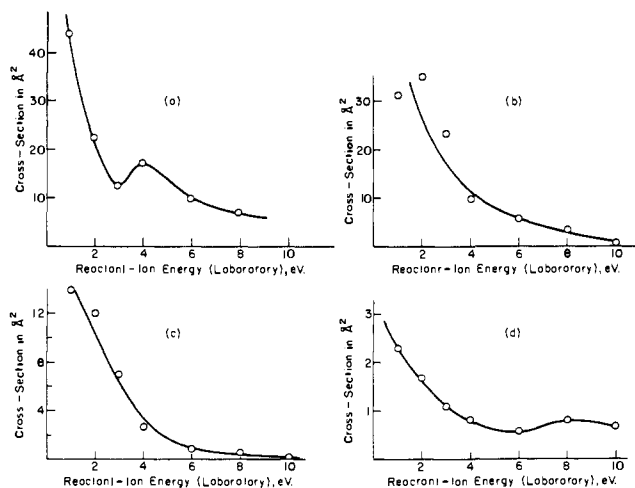 Cross-Section in Å²
40
30
20
10
(a)
2 4 6 8 10
Reactant-Ion Energy (Laboratory), eV.
Cross-Section in Å²
30
20
10
(b)
2 4 6 8 10
Reactant-Ion Energy (Laboratory), eV.
Cross-Section in Å²
12
8
4
(c)
2 4 6 8 10
Reactant-Ion Energy (Laboratory), eV.
Cross-Section in Å²
3
2
1
(d)
2 4 6 8 10
Reactant-Ion Energy (Laboratory), eV.